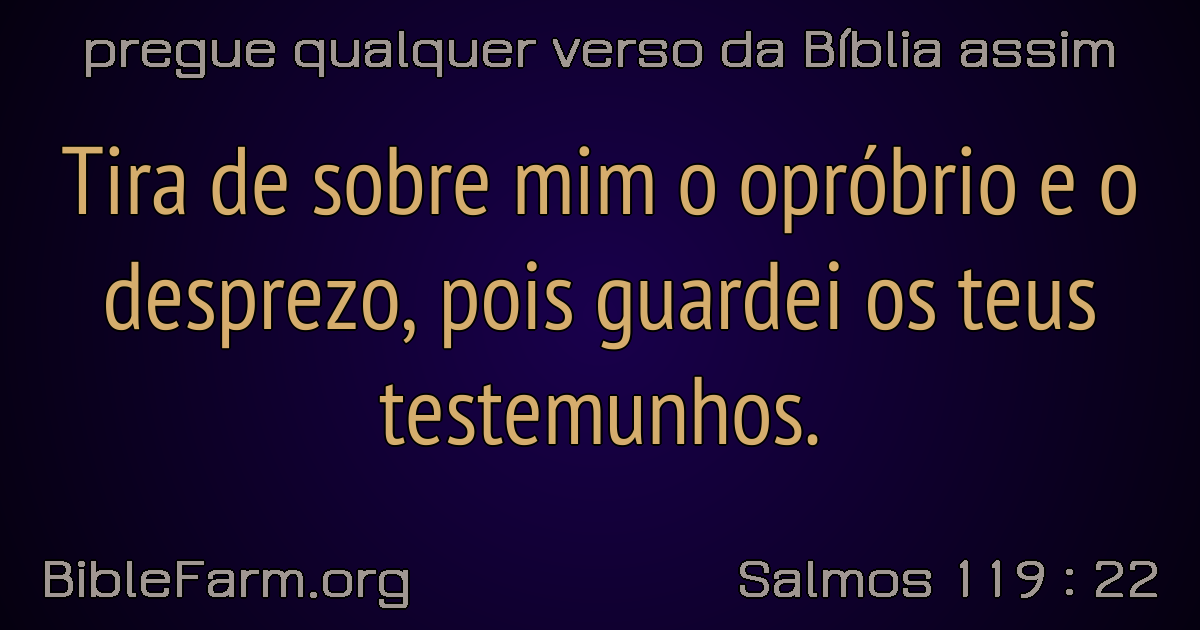 pregue qualquer verso da Bíblia assim
Tira de sobre mim o opróbrio e o
desprezo, pois guardei os teus
testemunhos.
BibleFarm.org
Salmos 119 : 22